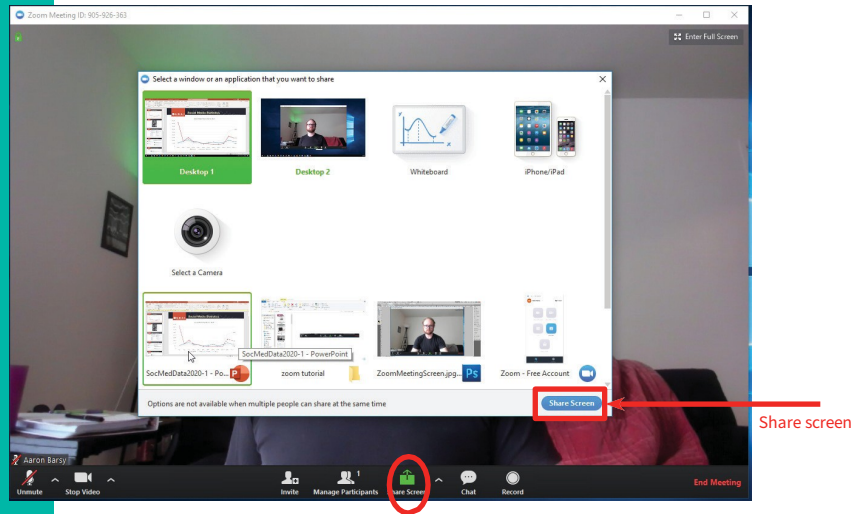 Zoom Meeting ID: 905-926-363
Enter Full Screen
Select a window or an application that you want to share
Desktop 1
Desktop 2
Whiteboard
iPhone/iPad
Select a Camera
SocMedData2020-1 - PowerPoint
SocMedData2020-1 - Po...
zoom tutorial
ZoomMeetingScreen.jpg...
Ps
Zoom - Free Account
Options are not available when multiple people can share at the same time
Share Screen
Share screen
Aaron Barsy
1
Unmute
Stop Video
Invite
Manage Participants
Share Screen
Chat
Record
End Meeting